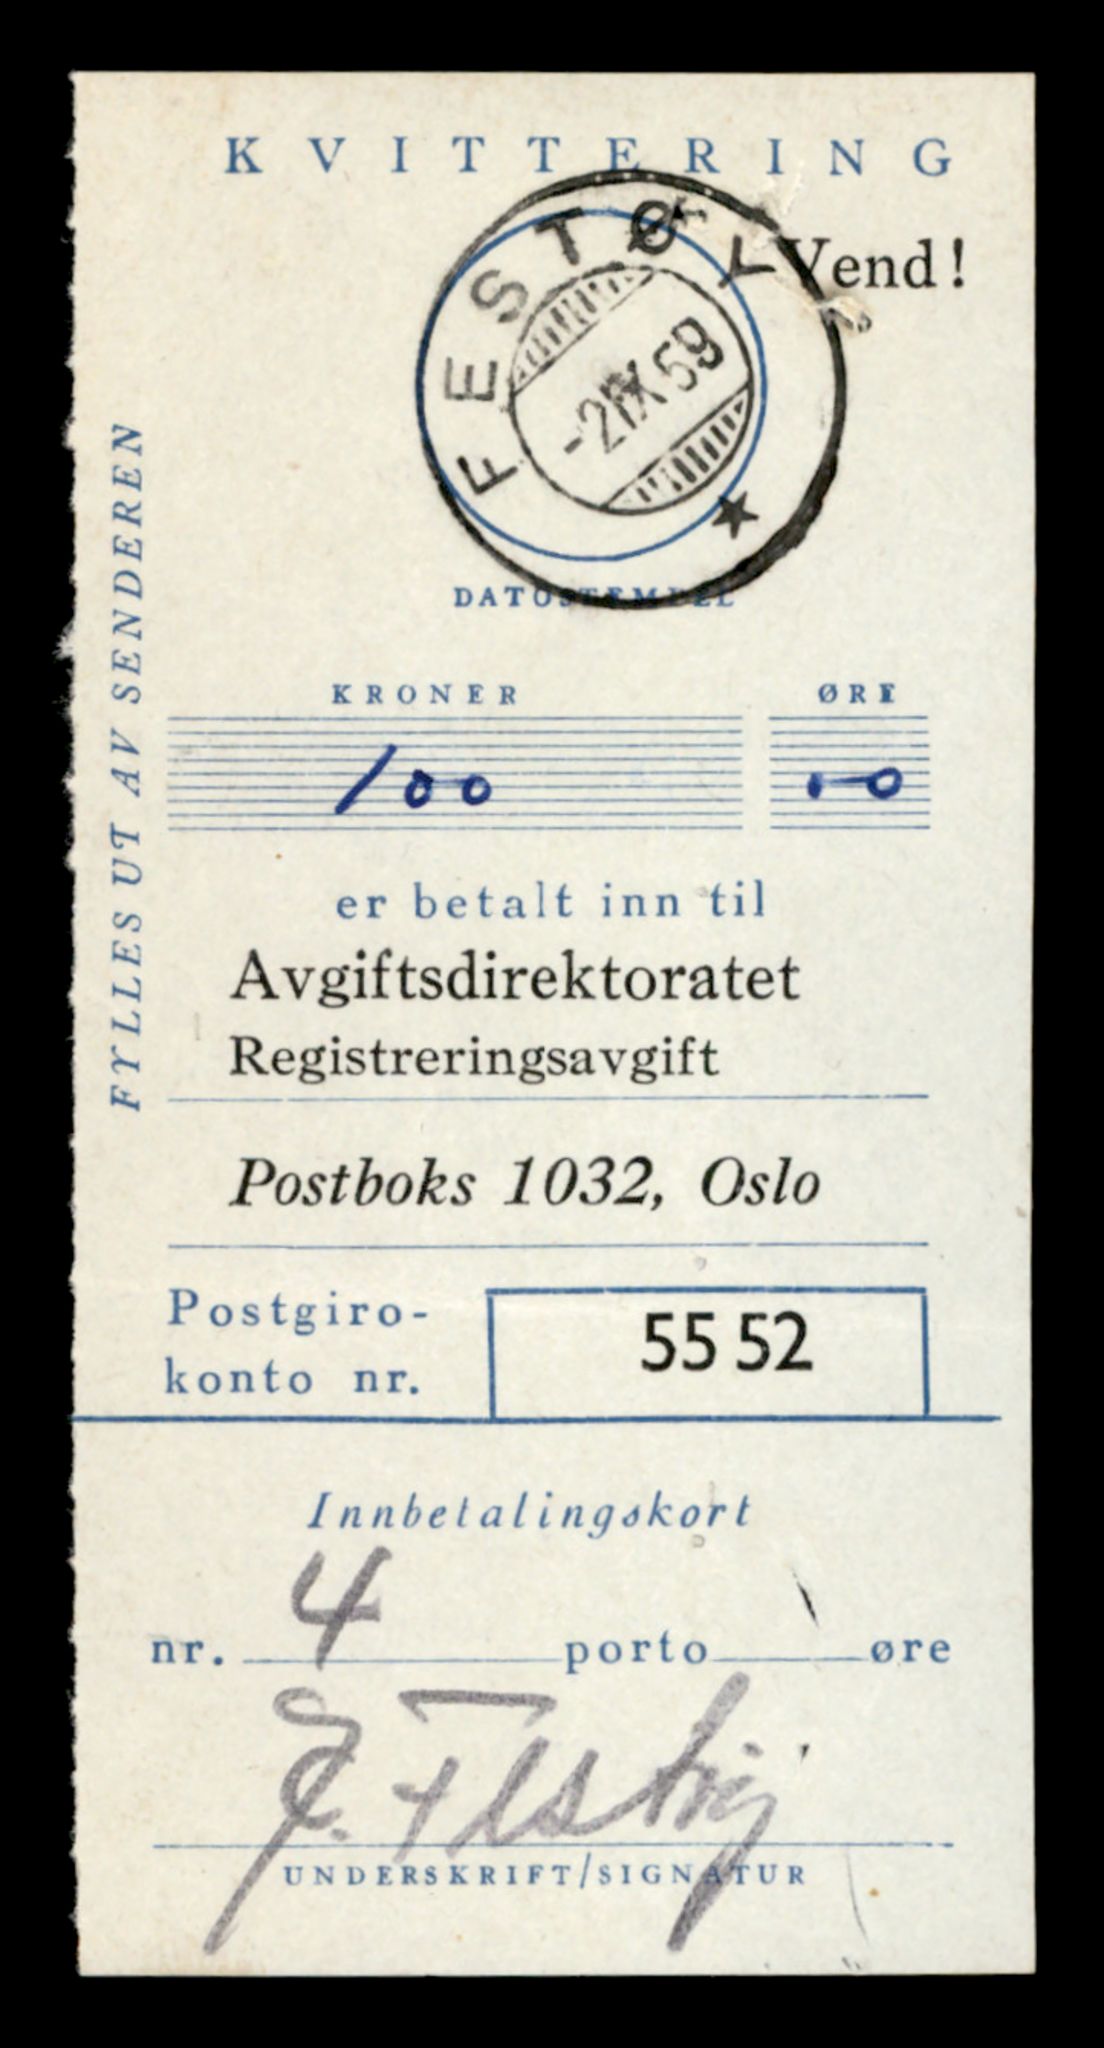 KVITTERING
Vend!
FESTØY
-2 IX 59
DATOSTEMPEL
FYLLES UT AV SENDEREN
KRONER ØRE
100 00
er betalt inn til
Avgiftsdirektoratet
Registreringsavgift
Postboks 1032, Oslo
Postgiro-
konto nr.
55 52
Innbetalingskort
nr. 4 porto øre
UNDERSKRIFT/SIGNATUR